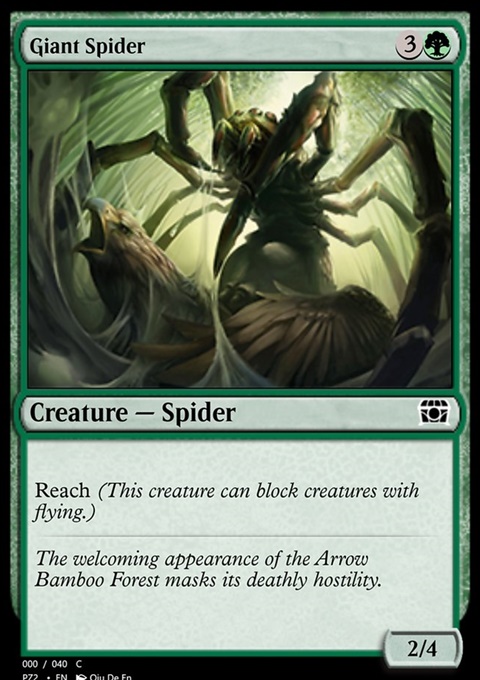 Giant Spider 3
Creature — Spider
Reach (This creature can block creatures with
flying.)
The welcoming appearance of the Arrow
Bamboo Forest masks its deathly hostility.
2/4
000 / 040 C
PZ2 • EN Qiu De En